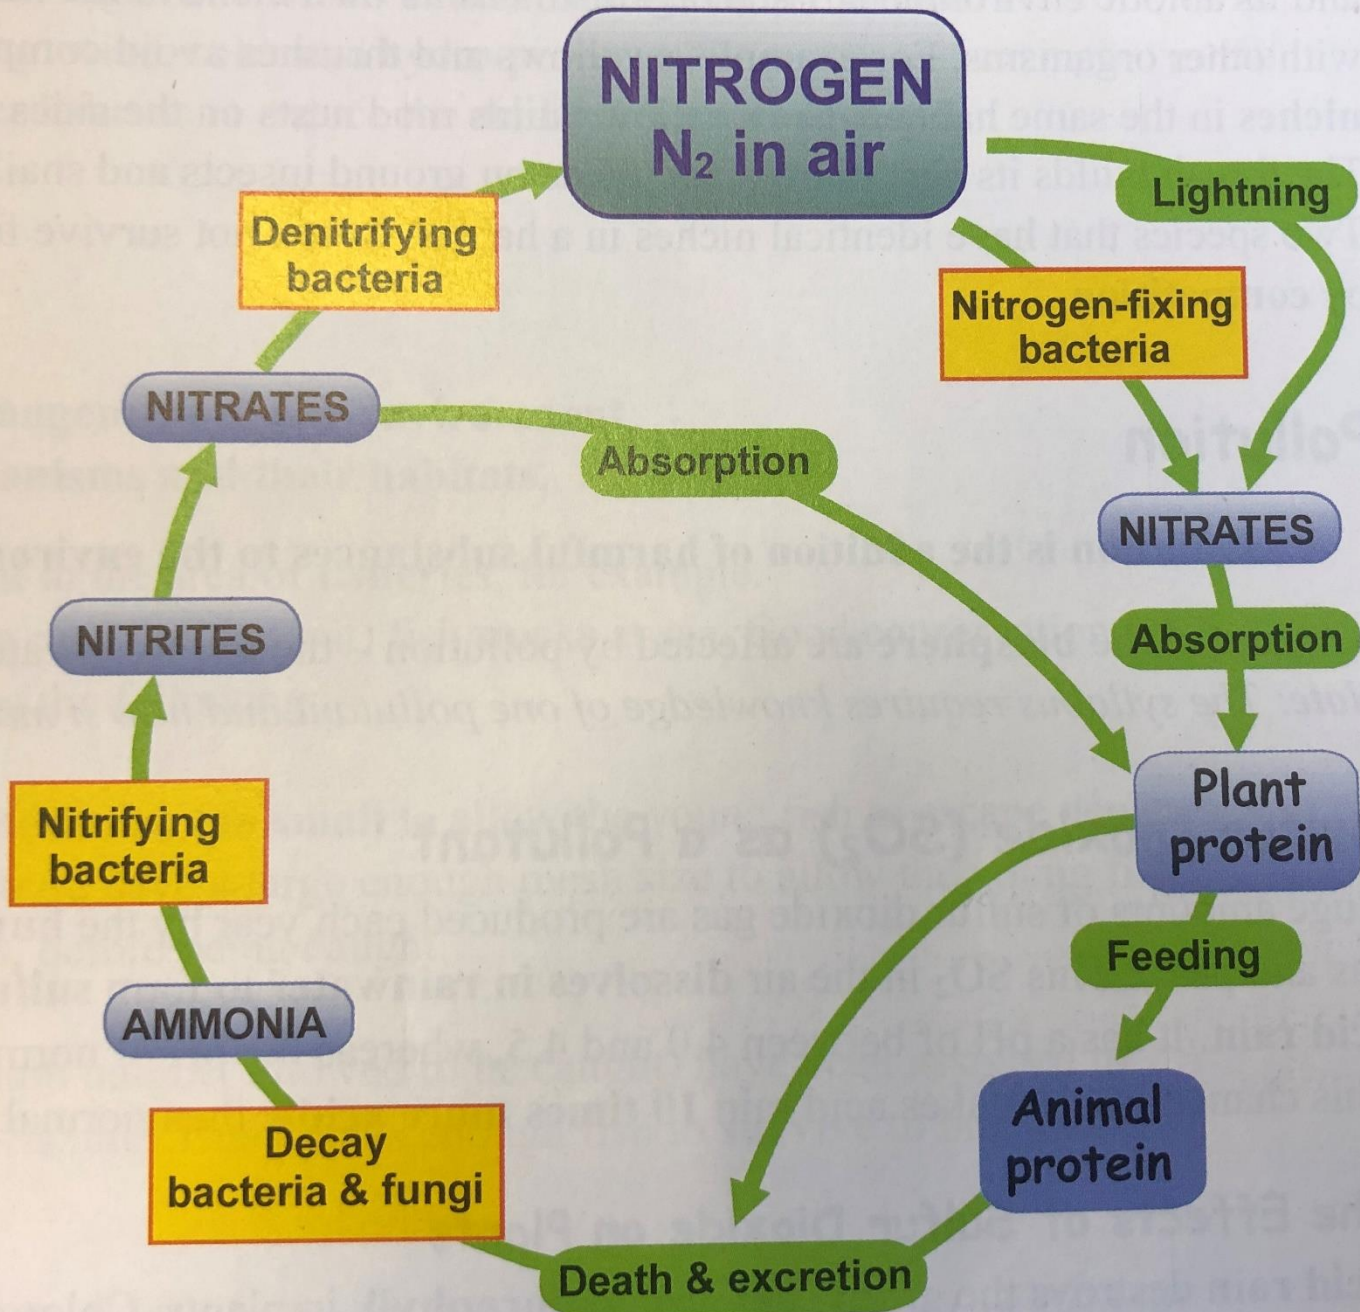 NITROGEN
N₂ in air
Lightning
Denitrifying
bacteria
Nitrogen-fixing
bacteria
NITRATES
Absorption
NITRATES
NITRITES
Absorption
Plant
protein
Nitrifying
bacteria
Feeding
AMMONIA
Animal
protein
Decay
bacteria & fungi
Death & excretion